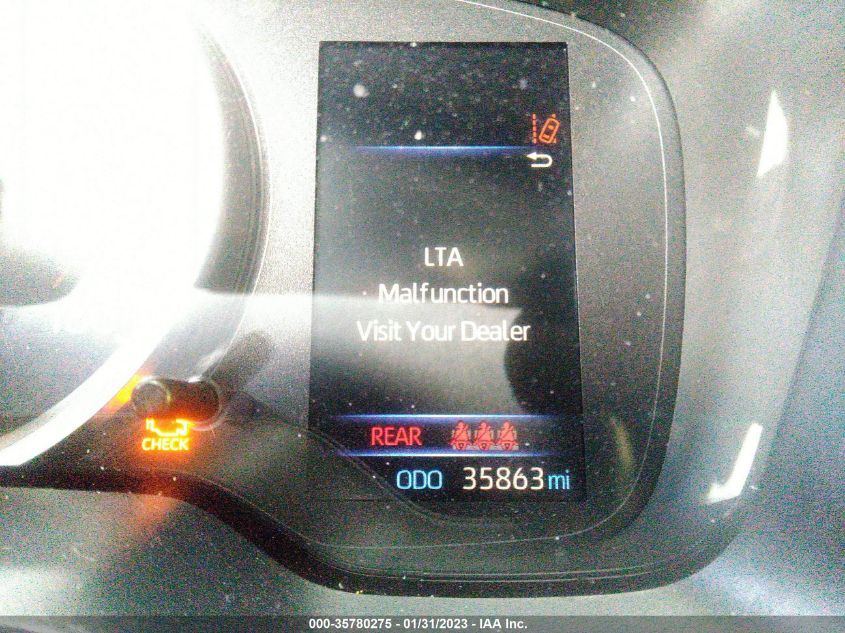 LTA
Malfunction
Visit Your Dealer
CHECK
REAR
ODO 35863 mi
000-35780275 - 01/31/2023 - IAA Inc.